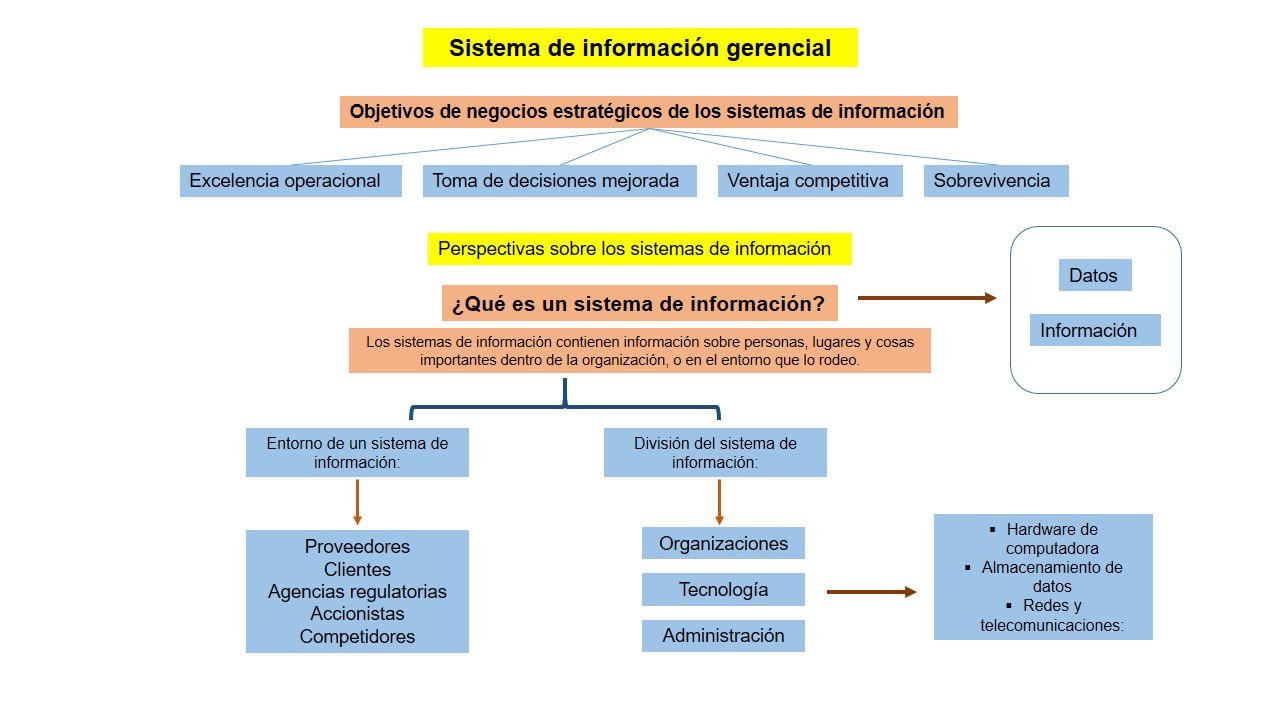 Sistema de información gerencial
Objetivos de negocios estratégicos de los sistemas de información
Excelencia operacional
Toma de decisiones mejorada
Ventaja competitiva
Sobrevivencia
Perspectivas sobre los sistemas de información
¿Qué es un sistema de información?
Los sistemas de información contienen información sobre personas, lugares y cosas
importantes dentro de la organización, o en el entorno que lo rodeo.
Datos
Información
Entorno de un sistema de
información:
Proveedores
Clientes
Agencias regulatorias
Accionistas
Competidores
División del sistema de
información:
Organizaciones
Tecnología
Administración
▪ Hardware de
computadora
▪ Almacenamiento de
datos
▪ Redes y
telecomunicaciones: